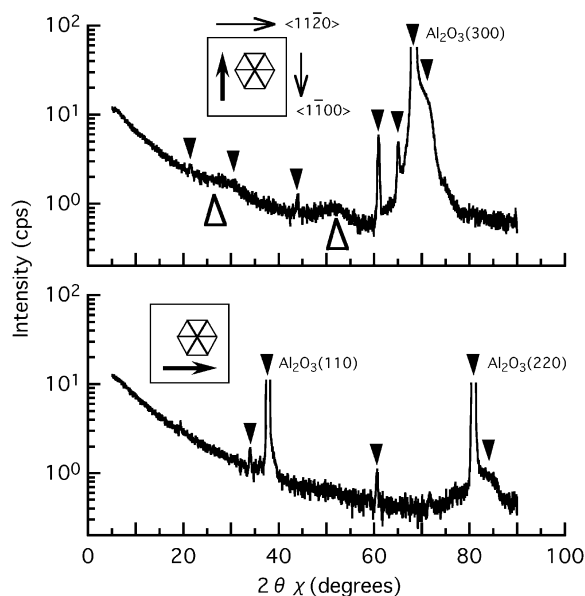 <112̄0>
Al₂O₃(300)
<11̄00>
10²
10¹
10⁰
Intensity (cps)
10²
10¹
10⁰
Al₂O₃(110)
Al₂O₃(220)
0 20 40 60 80 100
2 θ χ (degrees)